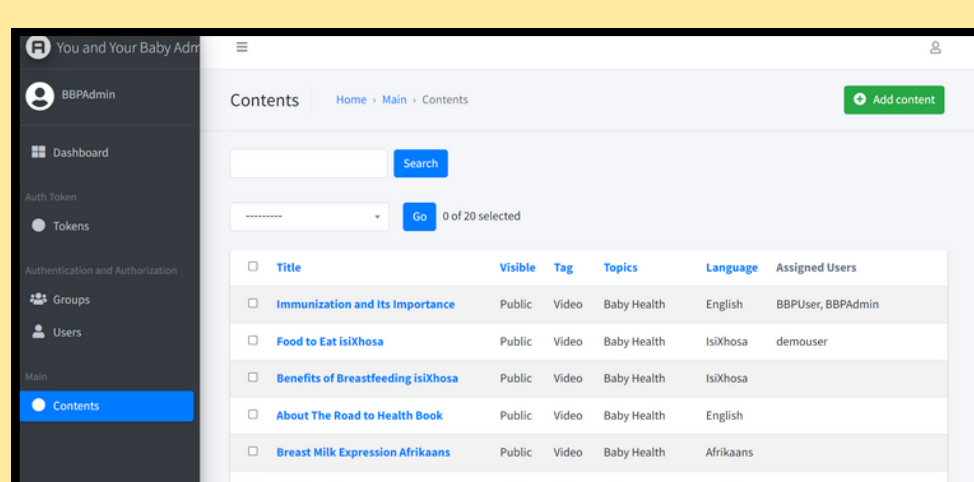 You and Your Baby Adm
BBPAdmin
Dashboard
Auth Token
Tokens
Authentication and Authorization
Groups
Users
Main
Contents
Contents Home › Main › Contents Add content
Search
--------- Go 0 of 20 selected
Title Visible Tag Topics Language Assigned Users
Immunization and Its Importance Public Video Baby Health English BBPUser, BBPAdmin
Food to Eat isiXhosa Public Video Baby Health IsiXhosa demouser
Benefits of Breastfeeding isiXhosa Public Video Baby Health IsiXhosa
About The Road to Health Book Public Video Baby Health English
Breast Milk Expression Afrikaans Public Video Baby Health Afrikaans